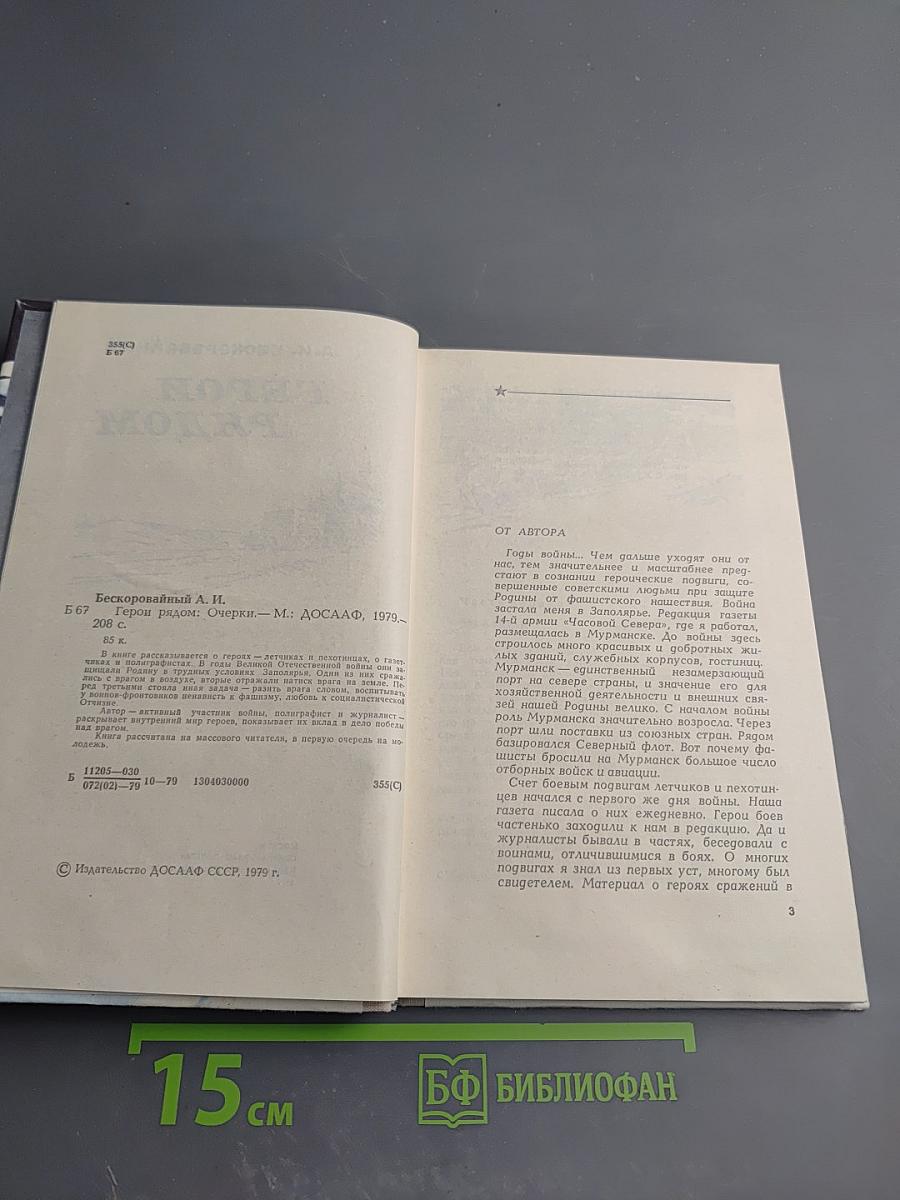 355(С)
Б 67
Бескоровайный А. И.
Б 67 Герои рядом: Очерки.— М.: ДОСААФ, 1979.—
208 с.
85 к.
В книге рассказывается о героях — летчиках и пехотинцах, о газет-
чиках и полиграфистах. В годы Великой Отечественной войны они за-
щищали Родину в трудных условиях Заполярья. Одни из них сража-
лись с врагом в воздухе, вторые отражали натиск врага на земле. Пе-
ред третьими стояла иная задача — разить врага словом, воспитывать
у воинов-фронтовиков ненависть к фашизму, любовь к социалистической
Отчизне.
Автор — активный участник войны, полиграфист и журналист —
раскрывает внутренний мир героев, показывает их вклад в дело победы
над врагом.
Книга рассчитана на массового читателя, в первую очередь на мо-
лодежь.
Б 11205—030
072(02)—79 10—79 1304030000 355(С)
© Издательство ДОСААФ СССР, 1979 г.
ОТ АВТОРА
Годы войны... Чем дальше уходят они от
нас, тем значительнее и масштабнее пред-
стают в сознании героические подвиги, со-
вершенные советскими людьми при защите
Родины от фашистского нашествия. Война
застала меня в Заполярье. Редакция газеты
14-й армии «Часовой Севера», где я работал,
размещалась в Мурманске. До войны здесь
строилось много красивых и добротных жи-
лых зданий, служебных корпусов, гостиниц.
Мурманск — единственный незамерзающий
порт на севере страны, и значение его для
хозяйственной деятельности и внешних свя-
зей нашей Родины велико. С началом войны
роль Мурманска значительно возросла. Через
порт шли поставки из союзных стран. Рядом
базировался Северный флот. Вот почему фа-
шисты бросили на Мурманск большое число
отборных войск и авиации.
Счет боевым подвигам летчиков и пехотин-
цев начался с первого же дня войны. Наша
газета писала о них ежедневно. Герои боев
частенько заходили к нам в редакцию. Да и
журналисты бывали в частях, беседовали с
воинами, отличившимися в боях. О многих
подвигах я знал из первых уст, многому был
свидетелем. Материал о героях сражений в
3
15 см
БФ БИБЛИОФАН